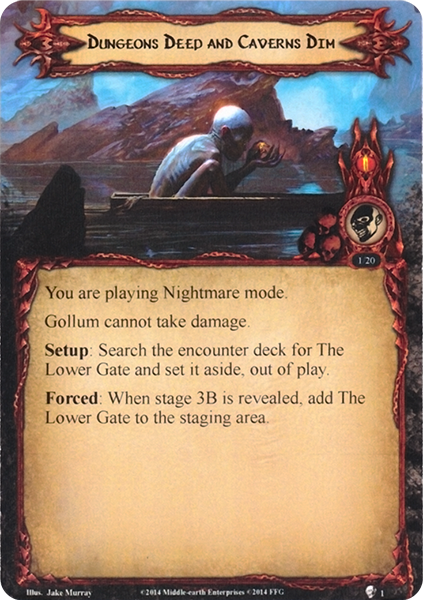 Dungeons Deep and Caverns Dim
1 20
You are playing Nightmare mode.
Gollum cannot take damage.
Setup: Search the encounter deck for The
Lower Gate and set it aside, out of play.
Forced: When stage 3B is revealed, add The
Lower Gate to the staging area.
Illus. Jake Murray ©2014 Middle-earth Enterprises ©2014 FFG 1